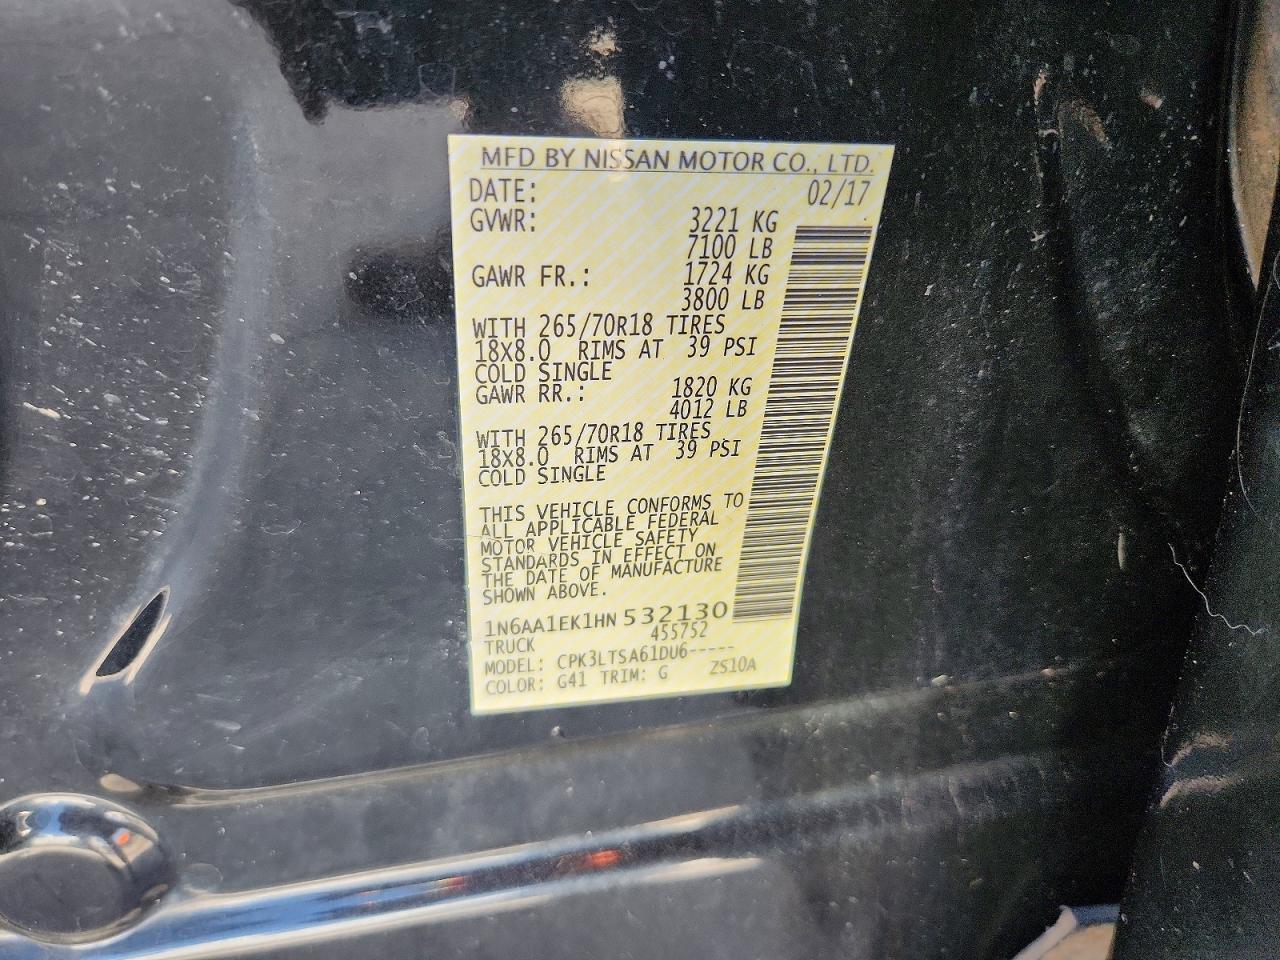 MFD BY NISSAN MOTOR CO., LTD.
DATE: 02/17
GVWR: 3221 KG
7100 LB
GAWR FR.: 1724 KG
3800 LB
WITH 265/70R18 TIRES
18X8.0 RIMS AT 39 PSI
COLD SINGLE
GAWR RR.: 1820 KG
4012 LB
WITH 265/70R18 TIRES
18X8.0 RIMS AT 39 PSI
COLD SINGLE
THIS VEHICLE CONFORMS TO
ALL APPLICABLE FEDERAL
MOTOR VEHICLE SAFETY
STANDARDS IN EFFECT ON
THE DATE OF MANUFACTURE
SHOWN ABOVE.
1N6AA1EK1HN 532130
TRUCK 455752
MODEL: CPK3LTSA61DU6-----
COLOR: G41 TRIM: G ZS10A